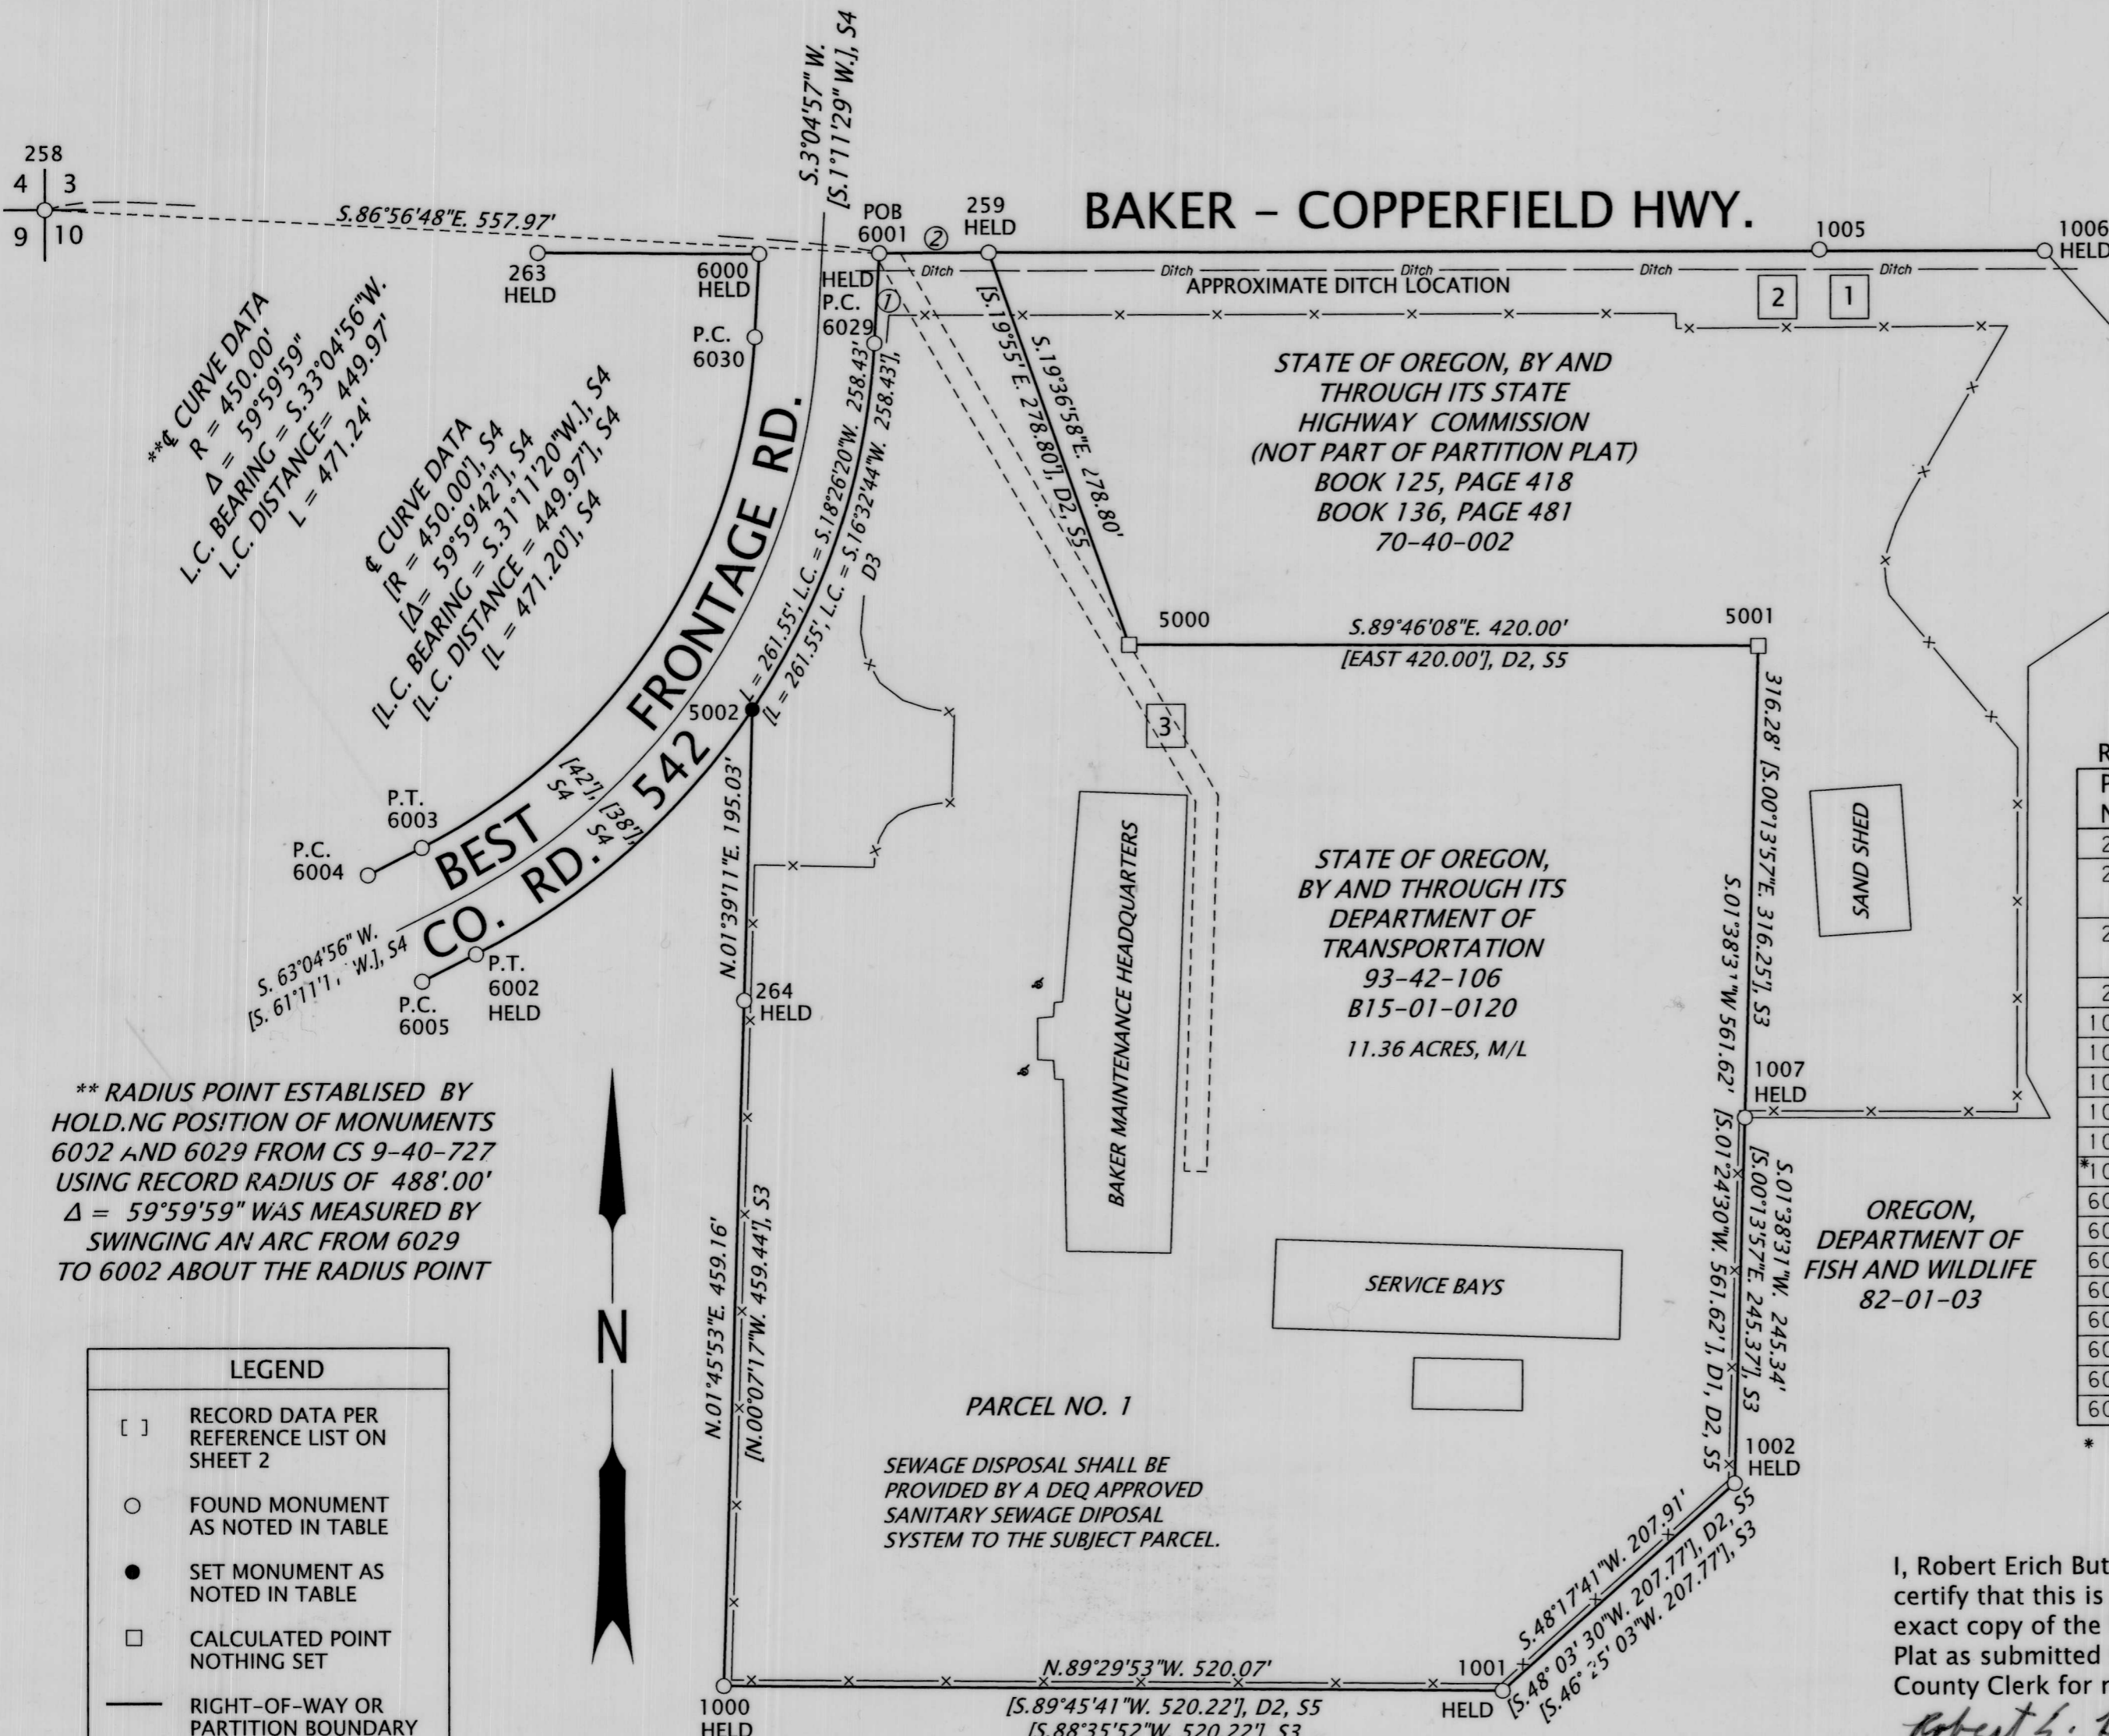 S.3°04'57" W.
[S.1°11'29" W.], S4
258
4 3
9 10
S.86°56'48"E. 557.97'
263
HELD
6000
HELD
P.C.
6030
POB
6001
HELD
P.C.
6029
1
2
259
HELD
BAKER – COPPERFIELD HWY.
1005
1006
HELD
Ditch
Ditch
Ditch
Ditch
Ditch
APPROXIMATE DITCH LOCATION
2
1
**℄ CURVE DATA
R = 450.00'
Δ = 59°59'59"
L.C. BEARING = S.33°04'56"W.
L.C. DISTANCE= 449.97'
L = 471.24'
℄ CURVE DATA
[R = 450.00'], S4
[Δ= 59°59'42"], S4
[L.C. BEARING = S.31°11'20"W.], S4
[L.C. DISTANCE = 449.97'], S4
[L = 471.20'], S4
L = 261.55', L.C. = S.18°26'20"W. 258.43'
[L = 261.55', L.C. = S.16°32'44"W. 258.43'],
D3
S.19°36'58"E. 278.80'
[S.19°55' E. 278.80'], D2, S5
STATE OF OREGON, BY AND
THROUGH ITS STATE
HIGHWAY COMMISSION
(NOT PART OF PARTITION PLAT)
BOOK 125, PAGE 418
BOOK 136, PAGE 481
70-40-002
5000
S.89°46'08"E. 420.00'
[EAST 420.00'], D2, S5
5001
BEST FRONTAGE RD.
CO. RD. 542
[42'],
S4
[38'],
S4
5002
3
P.T.
6003
P.C.
6004
S. 63°04'56" W.
W.], S4
P.T.
6002
HELD
P.C.
6005
N.01°39'11"E. 195.03'
264
HELD
BAKER MAINTENANCE HEADQUARTERS
STATE OF OREGON,
BY AND THROUGH ITS
DEPARTMENT OF
TRANSPORTATION
93-42-106
B15-01-0120
11.36 ACRES, M/L
316.28' [S.00°13'57"E. 316.25'], S3
S.01°38'31"W 561.62'
[S.01°24'30"W. 561.62'], D1, D2, S5
SAND SHED
1007
HELD
S.01°38'31"W. 245.34'
[S.00°13'57"E. 245.37'], S3
OREGON,
DEPARTMENT OF
FISH AND WILDLIFE
82-01-03
** RADIUS POINT ESTABLISED BY
HOLD.NG POSITION OF MONUMENTS
6002 AND 6029 FROM CS 9-40-727
USING RECORD RADIUS OF 488'.00'
Δ = 59°59'59" WAS MEASURED BY
SWINGING AN ARC FROM 6029
TO 6002 ABOUT THE RADIUS POINT
N
N.01°45'53"E. 459.16'
[N.00°07'17"W. 459.44'], S3
SERVICE BAYS
PARCEL NO. 1
SEWAGE DISPOSAL SHALL BE
PROVIDED BY A DEQ APPROVED
SANITARY SEWAGE DIPOSAL
SYSTEM TO THE SUBJECT PARCEL.
1002
HELD
S.48°17'41"W. 207.91'
[S.48° 03' 30"W. 207.77'], D2, S5
[S.46° 25' 03"W. 207.77'], S3
1001
HELD
N.89°29'53"W. 520.07'
[S.89°45'41"W. 520.22'], D2, S5
[S.88°35'52"W. 520.22'], S3
1000
HELD
LEGEND
[ ] RECORD DATA PER
REFERENCE LIST ON
SHEET 2
FOUND MONUMENT
AS NOTED IN TABLE
SET MONUMENT AS
NOTED IN TABLE
CALCULATED POINT
NOTHING SET
RIGHT-OF-WAY OR
PARTITION BOUNDARY
I, Robert Erich But
certify that this is
exact copy of the
Plat as submitted
County Clerk for